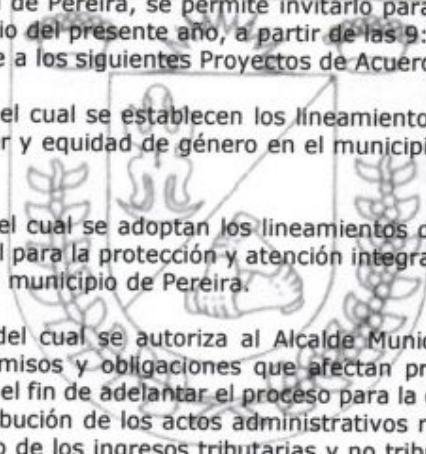 de Pereira, se permite invitarlo para
io del presente año, a partir de las 9:
e a los siguientes Proyectos de Acuerd
el cual se establecen los lineamiento
r y equidad de género en el municipi
el cual se adoptan los lineamientos d
l para la protección y atención integra
municipio de Pereira.
del cual se autoriza al Alcalde Munic
misos y obligaciones que afectan pr
el fin de adelantar el proceso para la
ibución de los actos administrativos
o de los ingresos tributarias y no trib